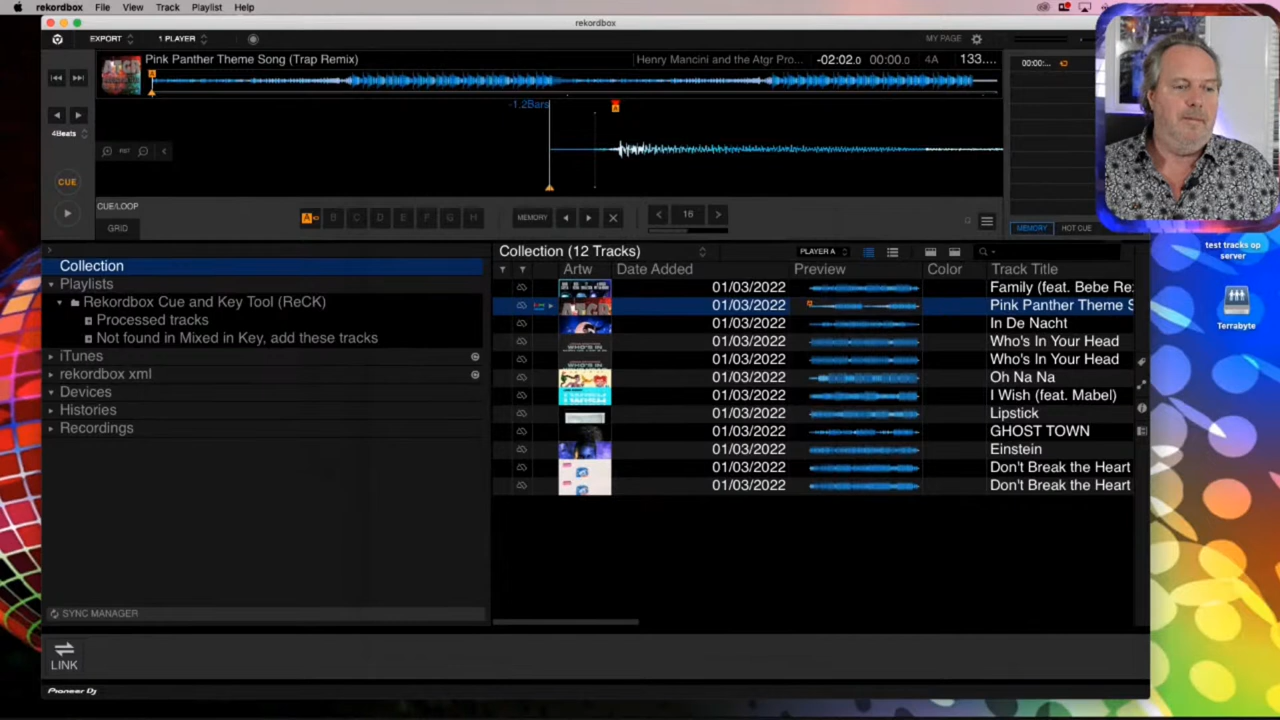 rekordbox File View Track Playlist Help
rekordbox
EXPORT 1 PLAYER MY PAGE
Pink Panther Theme Song (Trap Remix) Henry Mancini and the Atgr Pro... -02:02.0 00:00.0 4A 133....
00:00:...
-1.2Bars A
4Beats
RST
CUE
CUE/LOOP
GRID
A B C D E F G H MEMORY 16
MEMORY HOT CUE
test tracks op
server
Terrabyte
Collection
Playlists
Rekordbox Cue and Key Tool (ReCK)
Processed tracks
Not found in Mixed in Key, add these tracks
iTunes
rekordbox xml
Devices
Histories
Recordings
SYNC MANAGER
Collection (12 Tracks) PLAYER A
Artw Date Added Preview Color Track Title
01/03/2022 Family (feat. Bebe Re:
01/03/2022 Pink Panther Theme S
01/03/2022 In De Nacht
01/03/2022 Who's In Your Head
01/03/2022 Who's In Your Head
01/03/2022 Oh Na Na
01/03/2022 I Wish (feat. Mabel)
01/03/2022 Lipstick
01/03/2022 GHOST TOWN
01/03/2022 Einstein
01/03/2022 Don't Break the Heart
01/03/2022 Don't Break the Heart
LINK
Pioneer Dj